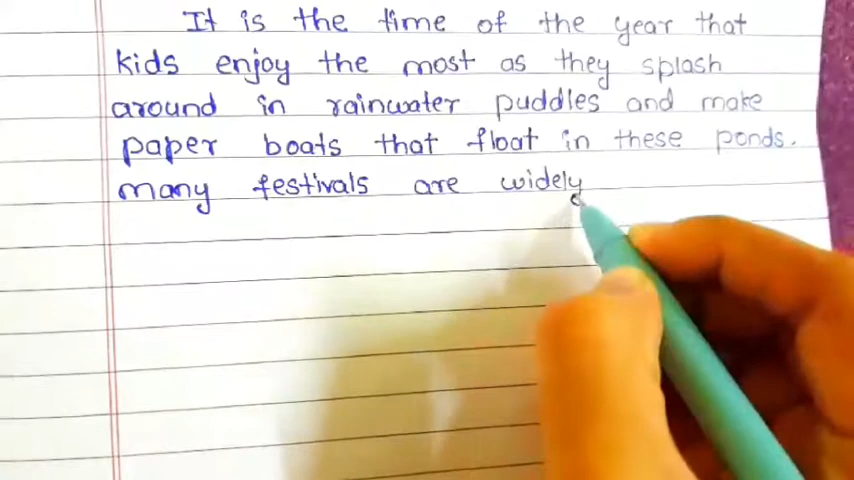 It is the time of the year that
kids enjoy the most as they splash
around in rainwater puddles and make
paper boats that float in these ponds.
many festivals are widely